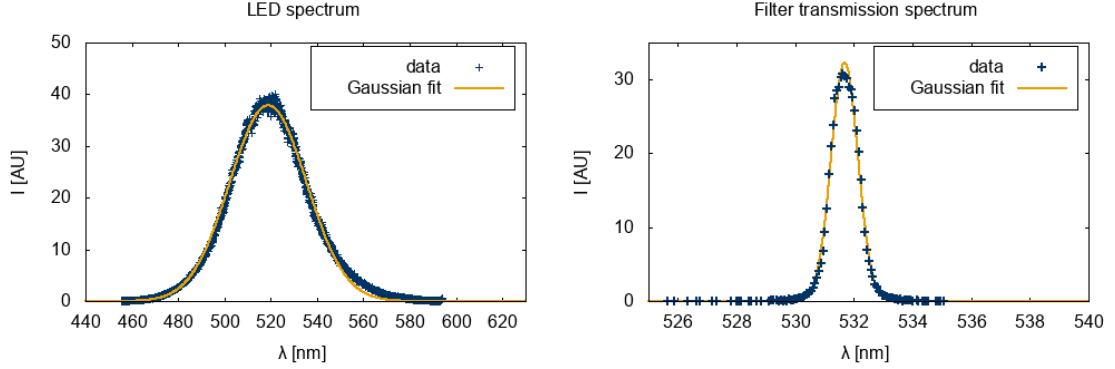 LED spectrum
50
40
30
20
10
0
I [AU]
data
Gaussian fit
440 460 480 500 520 540 560 580 600 620
λ [nm]
Filter transmission spectrum
30
20
10
0
I [AU]
data
Gaussian fit
526 528 530 532 534 536 538 540
λ [nm]